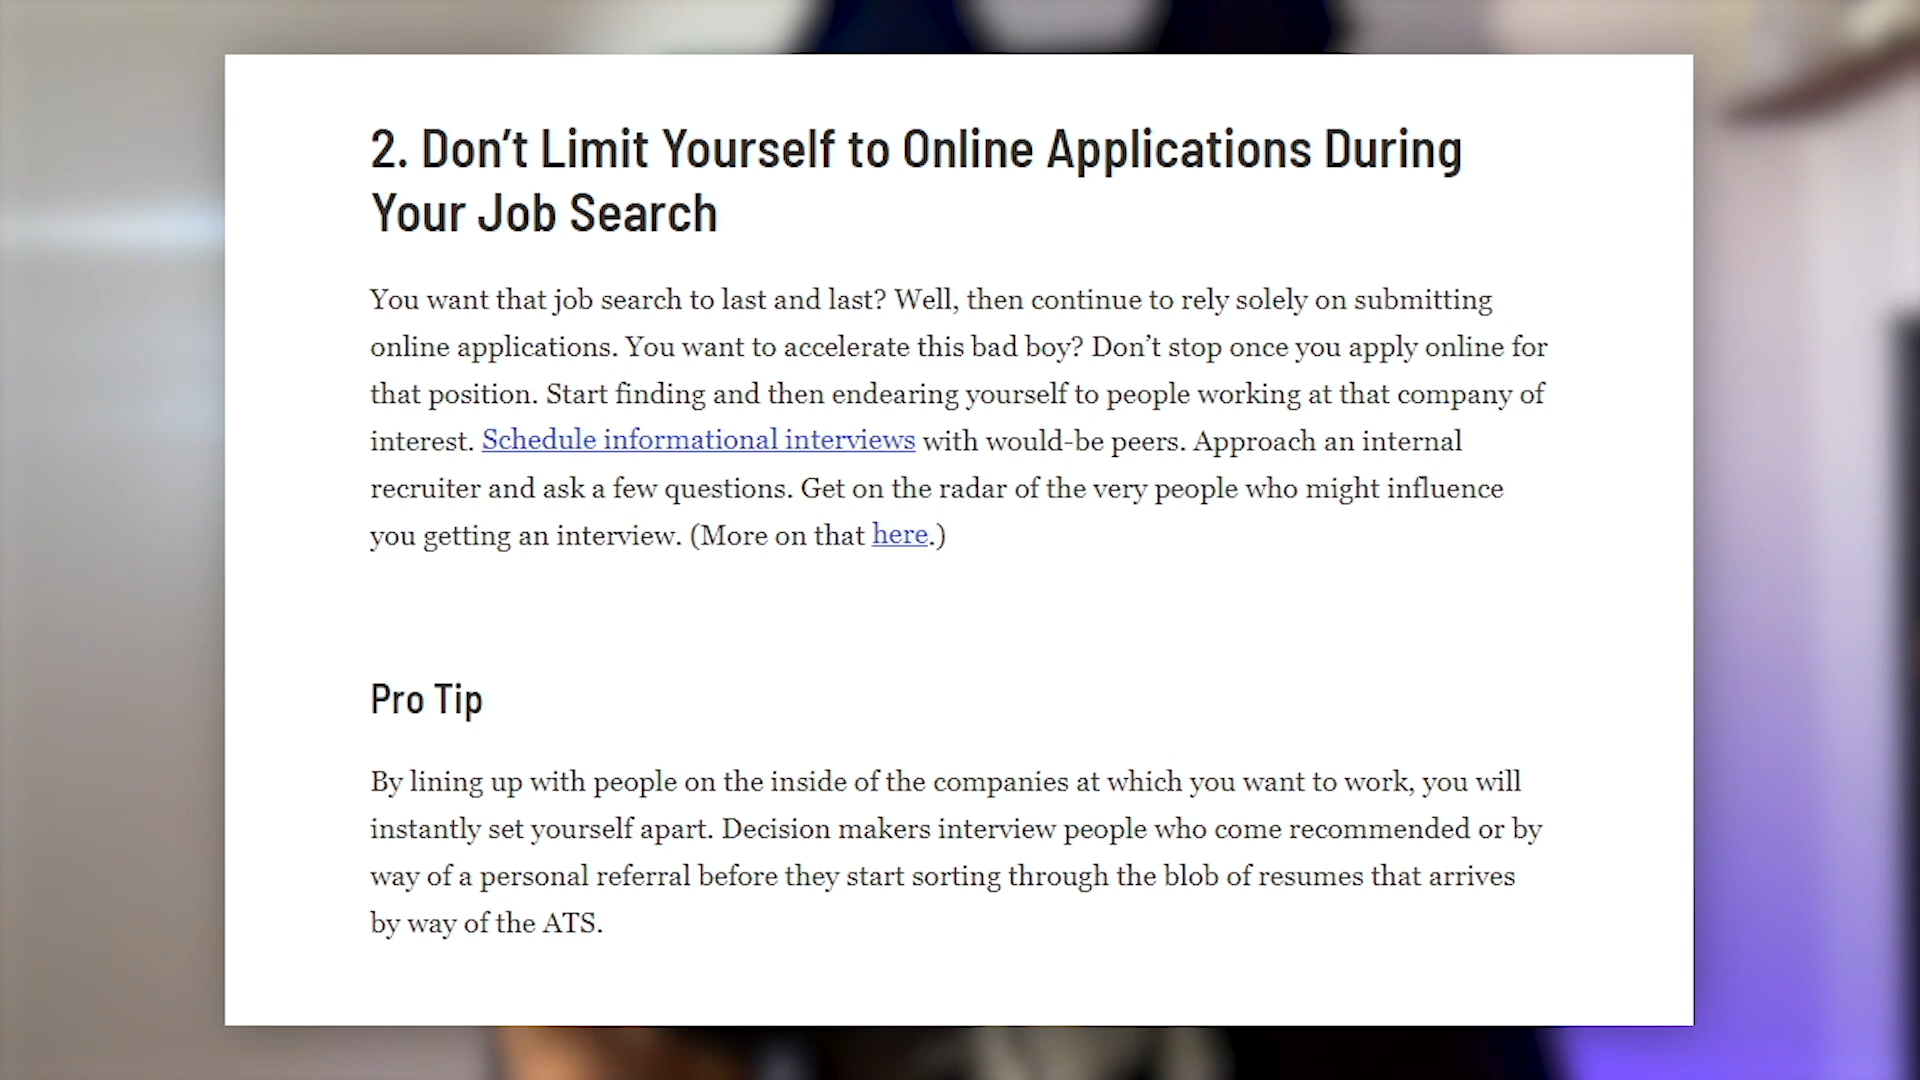 2. Don’t Limit Yourself to Online Applications During
Your Job Search
You want that job search to last and last? Well, then continue to rely solely on submitting
online applications. You want to accelerate this bad boy? Don’t stop once you apply online for
that position. Start finding and then endearing yourself to people working at that company of
interest. Schedule informational interviews with would-be peers. Approach an internal
recruiter and ask a few questions. Get on the radar of the very people who might influence
you getting an interview. (More on that here.)
Pro Tip
By lining up with people on the inside of the companies at which you want to work, you will
instantly set yourself apart. Decision makers interview people who come recommended or by
way of a personal referral before they start sorting through the blob of resumes that arrives
by way of the ATS.